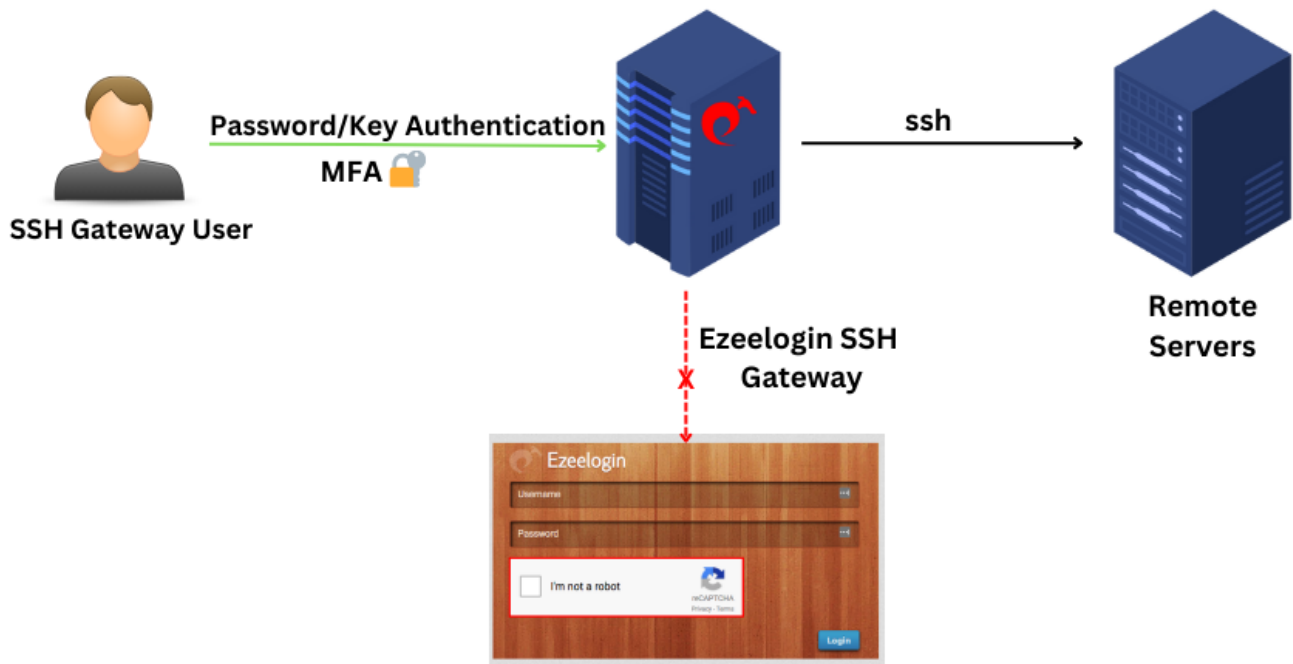 Password/Key Authentication
MFA
ssh
SSH Gateway User
Remote
Servers
Ezeelogin SSH
Gateway
Ezeelogin
Username
Password
I'm not a robot
reCAPTCHA
Privacy - Terms
Login